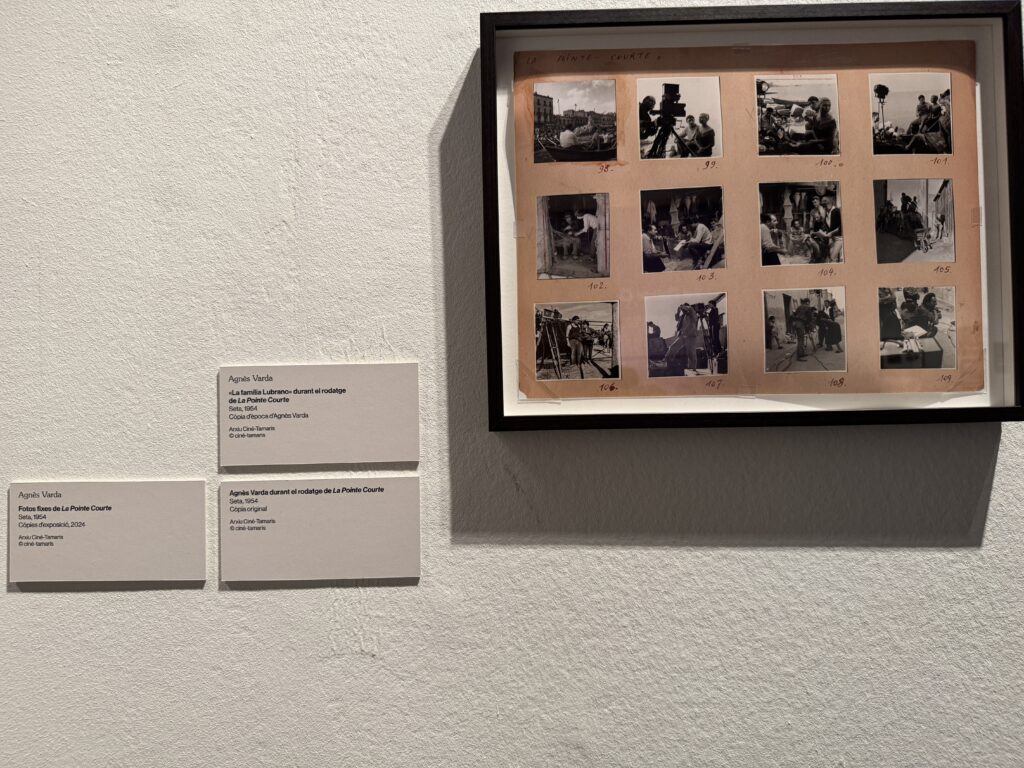 LA POINTE-COURTE.
98.
99.
100.
101.
102.
103.
104.
105.
106.
107.
108.
109.
Agnès Varda
«La família Lubrano» durant el rodatge
de La Pointe Courte
Seta, 1954
Còpia d'època d'Agnès Varda
Arxiu Ciné-Tamaris
© ciné-tamaris
Agnès Varda
Fotos fixes de La Pointe Courte
Seta, 1954
Còpies d'exposició, 2024
Arxiu Ciné-Tamaris
© ciné-tamaris
Agnès Varda durant el rodatge de La Pointe Courte
Seta, 1954
Còpia original
Arxiu Ciné-Tamaris
© ciné-tamaris